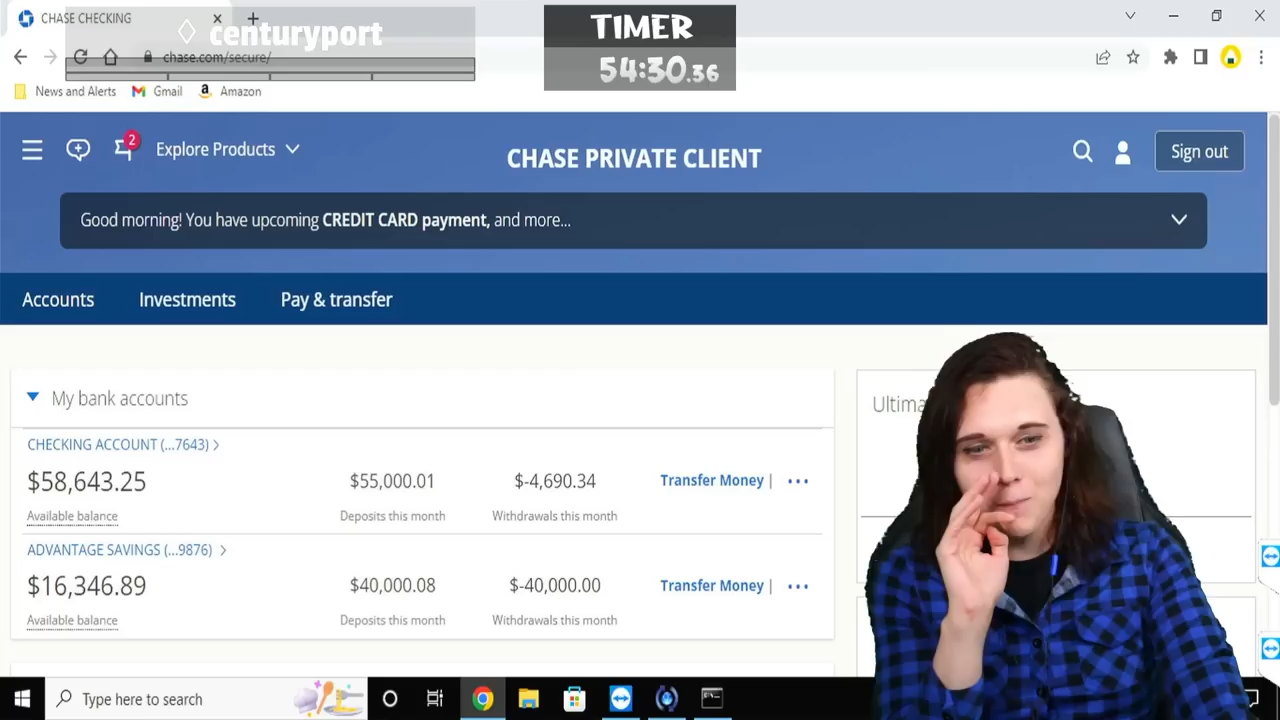 CHASE CHECKING
centuryport
TIMER
54:30.36
chase.com/secure/
News and Alerts Gmail Amazon
2
Explore Products
CHASE PRIVATE CLIENT
Sign out
Good morning! You have upcoming CREDIT CARD payment, and more...
Accounts Investments Pay & transfer
My bank accounts
Ultima
CHECKING ACCOUNT (...7643)
$58,643.25 $55,000.01 $-4,690.34 Transfer Money | ...
Available balance Deposits this month Withdrawals this month
ADVANTAGE SAVINGS (...9876)
$16,346.89 $40,000.08 $-40,000.00 Transfer Money | ...
Available balance Deposits this month Withdrawals this month
Type here to search